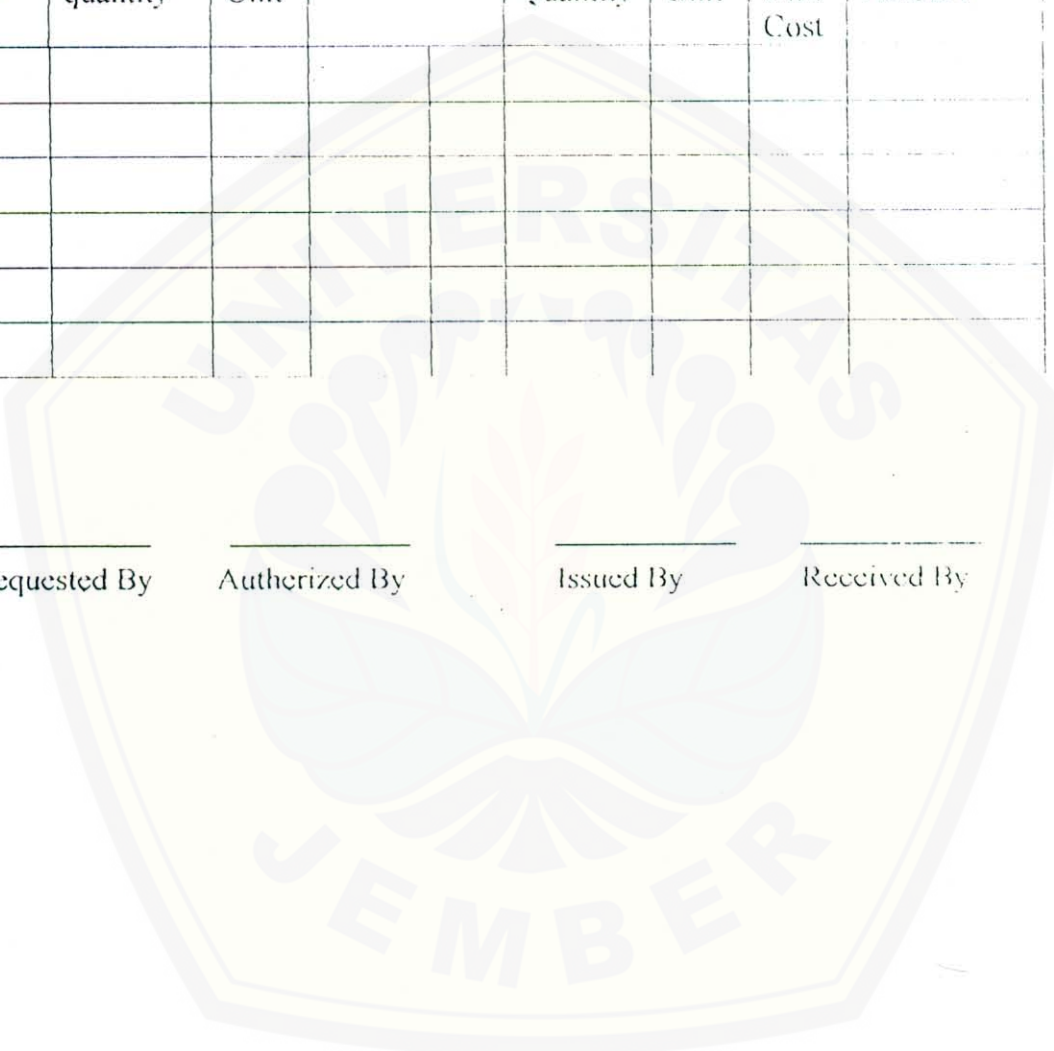 quantity Unit Quantity
Cost
UNIVERSITAS
equested By Autherized By Issued By Received By
JEMBER